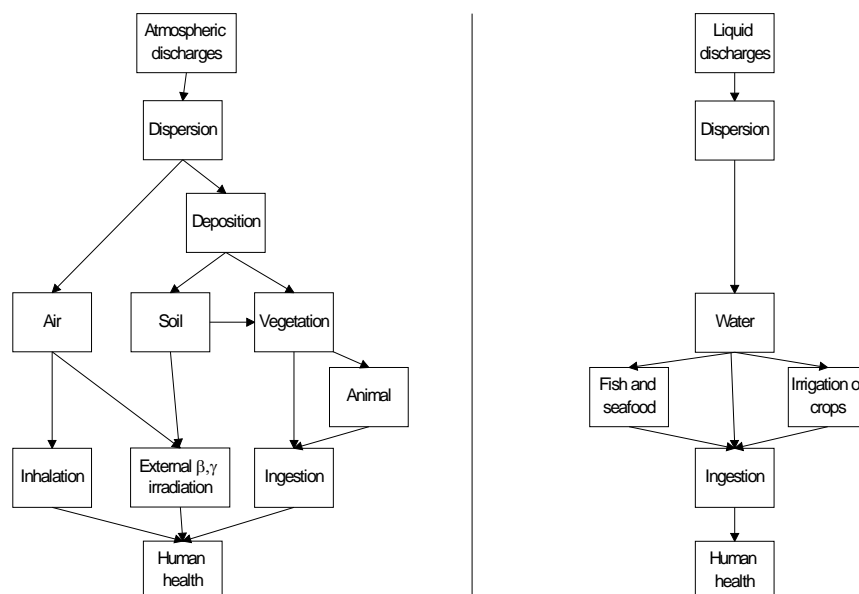 Atmospheric
discharges
Dispersion
Deposition
Air
Soil
Vegetation
Animal
Inhalation
External β,γ
irradiation
Ingestion
Human
health
Liquid
discharges
Dispersion
Water
Fish and
seafood
Irrigation o
crops
Ingestion
Human
health